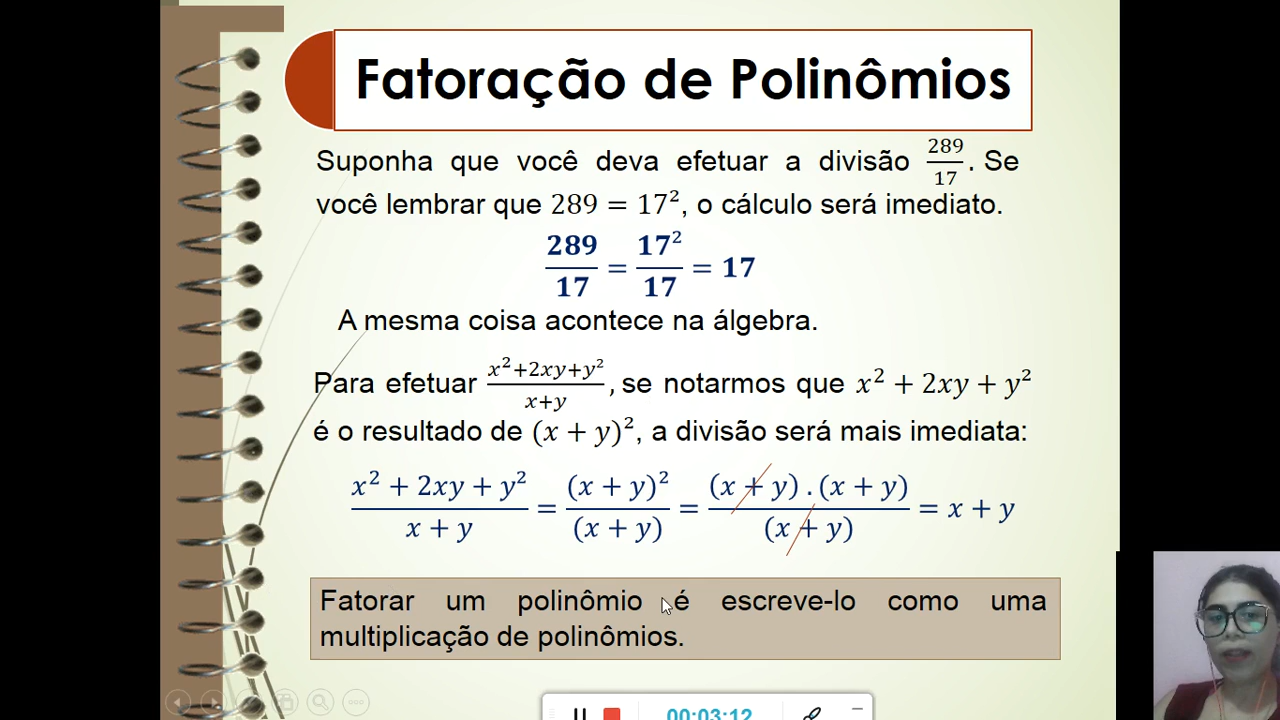 Fatoração de Polinômios
Suponha que você deva efetuar a divisão 289/17. Se
você lembrar que 289 = 17², o cálculo será imediato.
289/17 = 17²/17 = 17
A mesma coisa acontece na álgebra.
Para efetuar (x²+2xy+y²)/(x+y), se notarmos que x² + 2xy + y²
é o resultado de (x + y)², a divisão será mais imediata:
(x² + 2xy + y²)/(x + y) = (x + y)²/(x + y) = (x + y) . (x + y)/(x + y) = x + y
Fatorar um polinômio é escreve-lo como uma
multiplicação de polinômios.
00:03:12